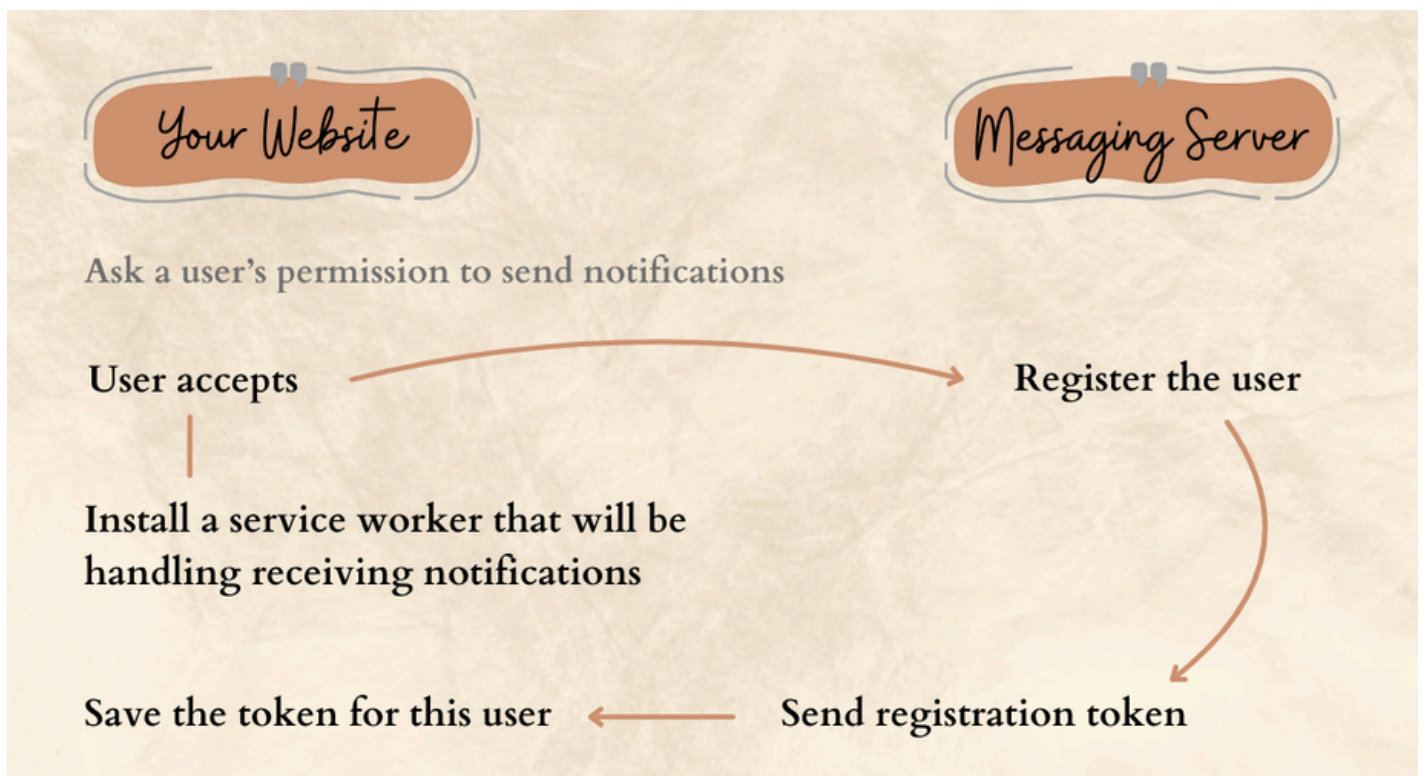 Your Website
Messaging Server
Ask a user's permission to send notifications
User accepts
Register the user
Install a service worker that will be
handling receiving notifications
Save the token for this user
Send registration token